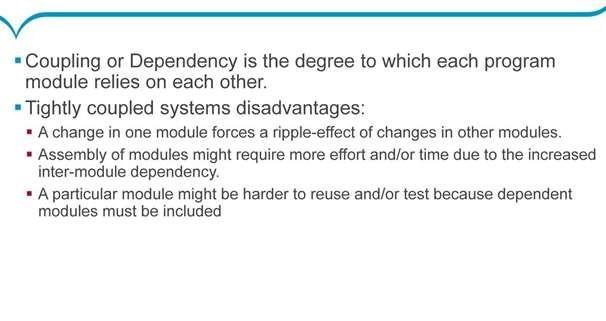 ▪Coupling or Dependency is the degree to which each program
module relies on each other.
▪Tightly coupled systems disadvantages:
▪ A change in one module forces a ripple-effect of changes in other modules.
▪ Assembly of modules might require more effort and/or time due to the increased
inter-module dependency.
▪ A particular module might be harder to reuse and/or test because dependent
modules must be included